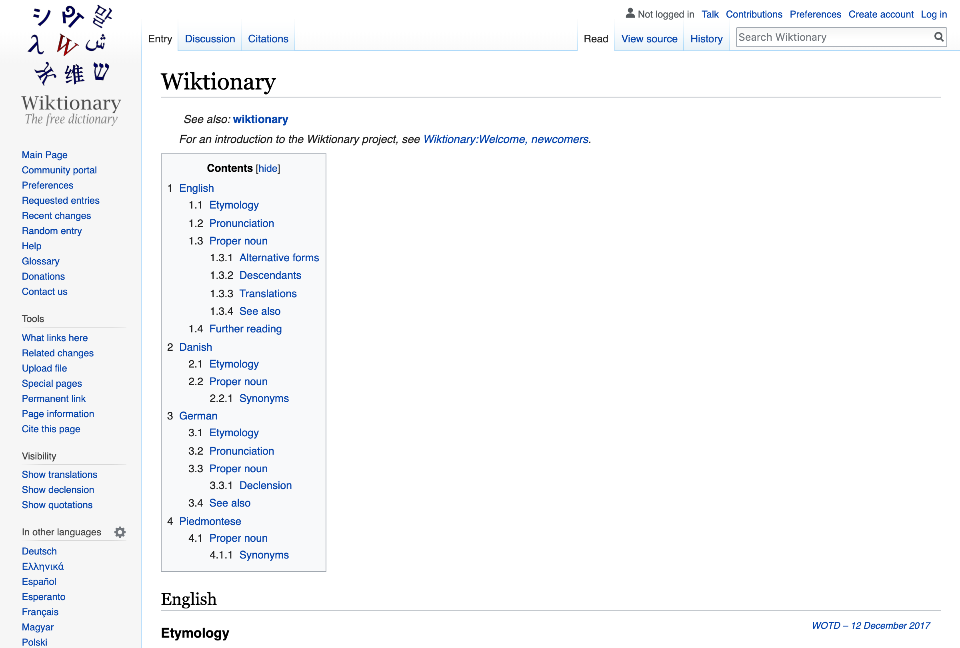 シ ᠹ 말
λ W ش
维 ש
Wiktionary
The free dictionary
Main Page
Community portal
Preferences
Requested entries
Recent changes
Random entry
Help
Glossary
Donations
Contact us
Tools
What links here
Related changes
Upload file
Special pages
Permanent link
Page information
Cite this page
Visibility
Show translations
Show declension
Show quotations
In other languages
Deutsch
Ελληνικά
Español
Esperanto
Français
Magyar
Polski
Not logged in Talk Contributions Preferences Create account Log in
Entry Discussion Citations Read View source History Search Wiktionary
Wiktionary
See also: wiktionary
For an introduction to the Wiktionary project, see Wiktionary:Welcome, newcomers.
Contents [hide]
1 English
1.1 Etymology
1.2 Pronunciation
1.3 Proper noun
1.3.1 Alternative forms
1.3.2 Descendants
1.3.3 Translations
1.3.4 See also
1.4 Further reading
2 Danish
2.1 Etymology
2.2 Proper noun
2.2.1 Synonyms
3 German
3.1 Etymology
3.2 Pronunciation
3.3 Proper noun
3.3.1 Declension
3.4 See also
4 Piedmontese
4.1 Proper noun
4.1.1 Synonyms
English
WOTD – 12 December 2017
Etymology